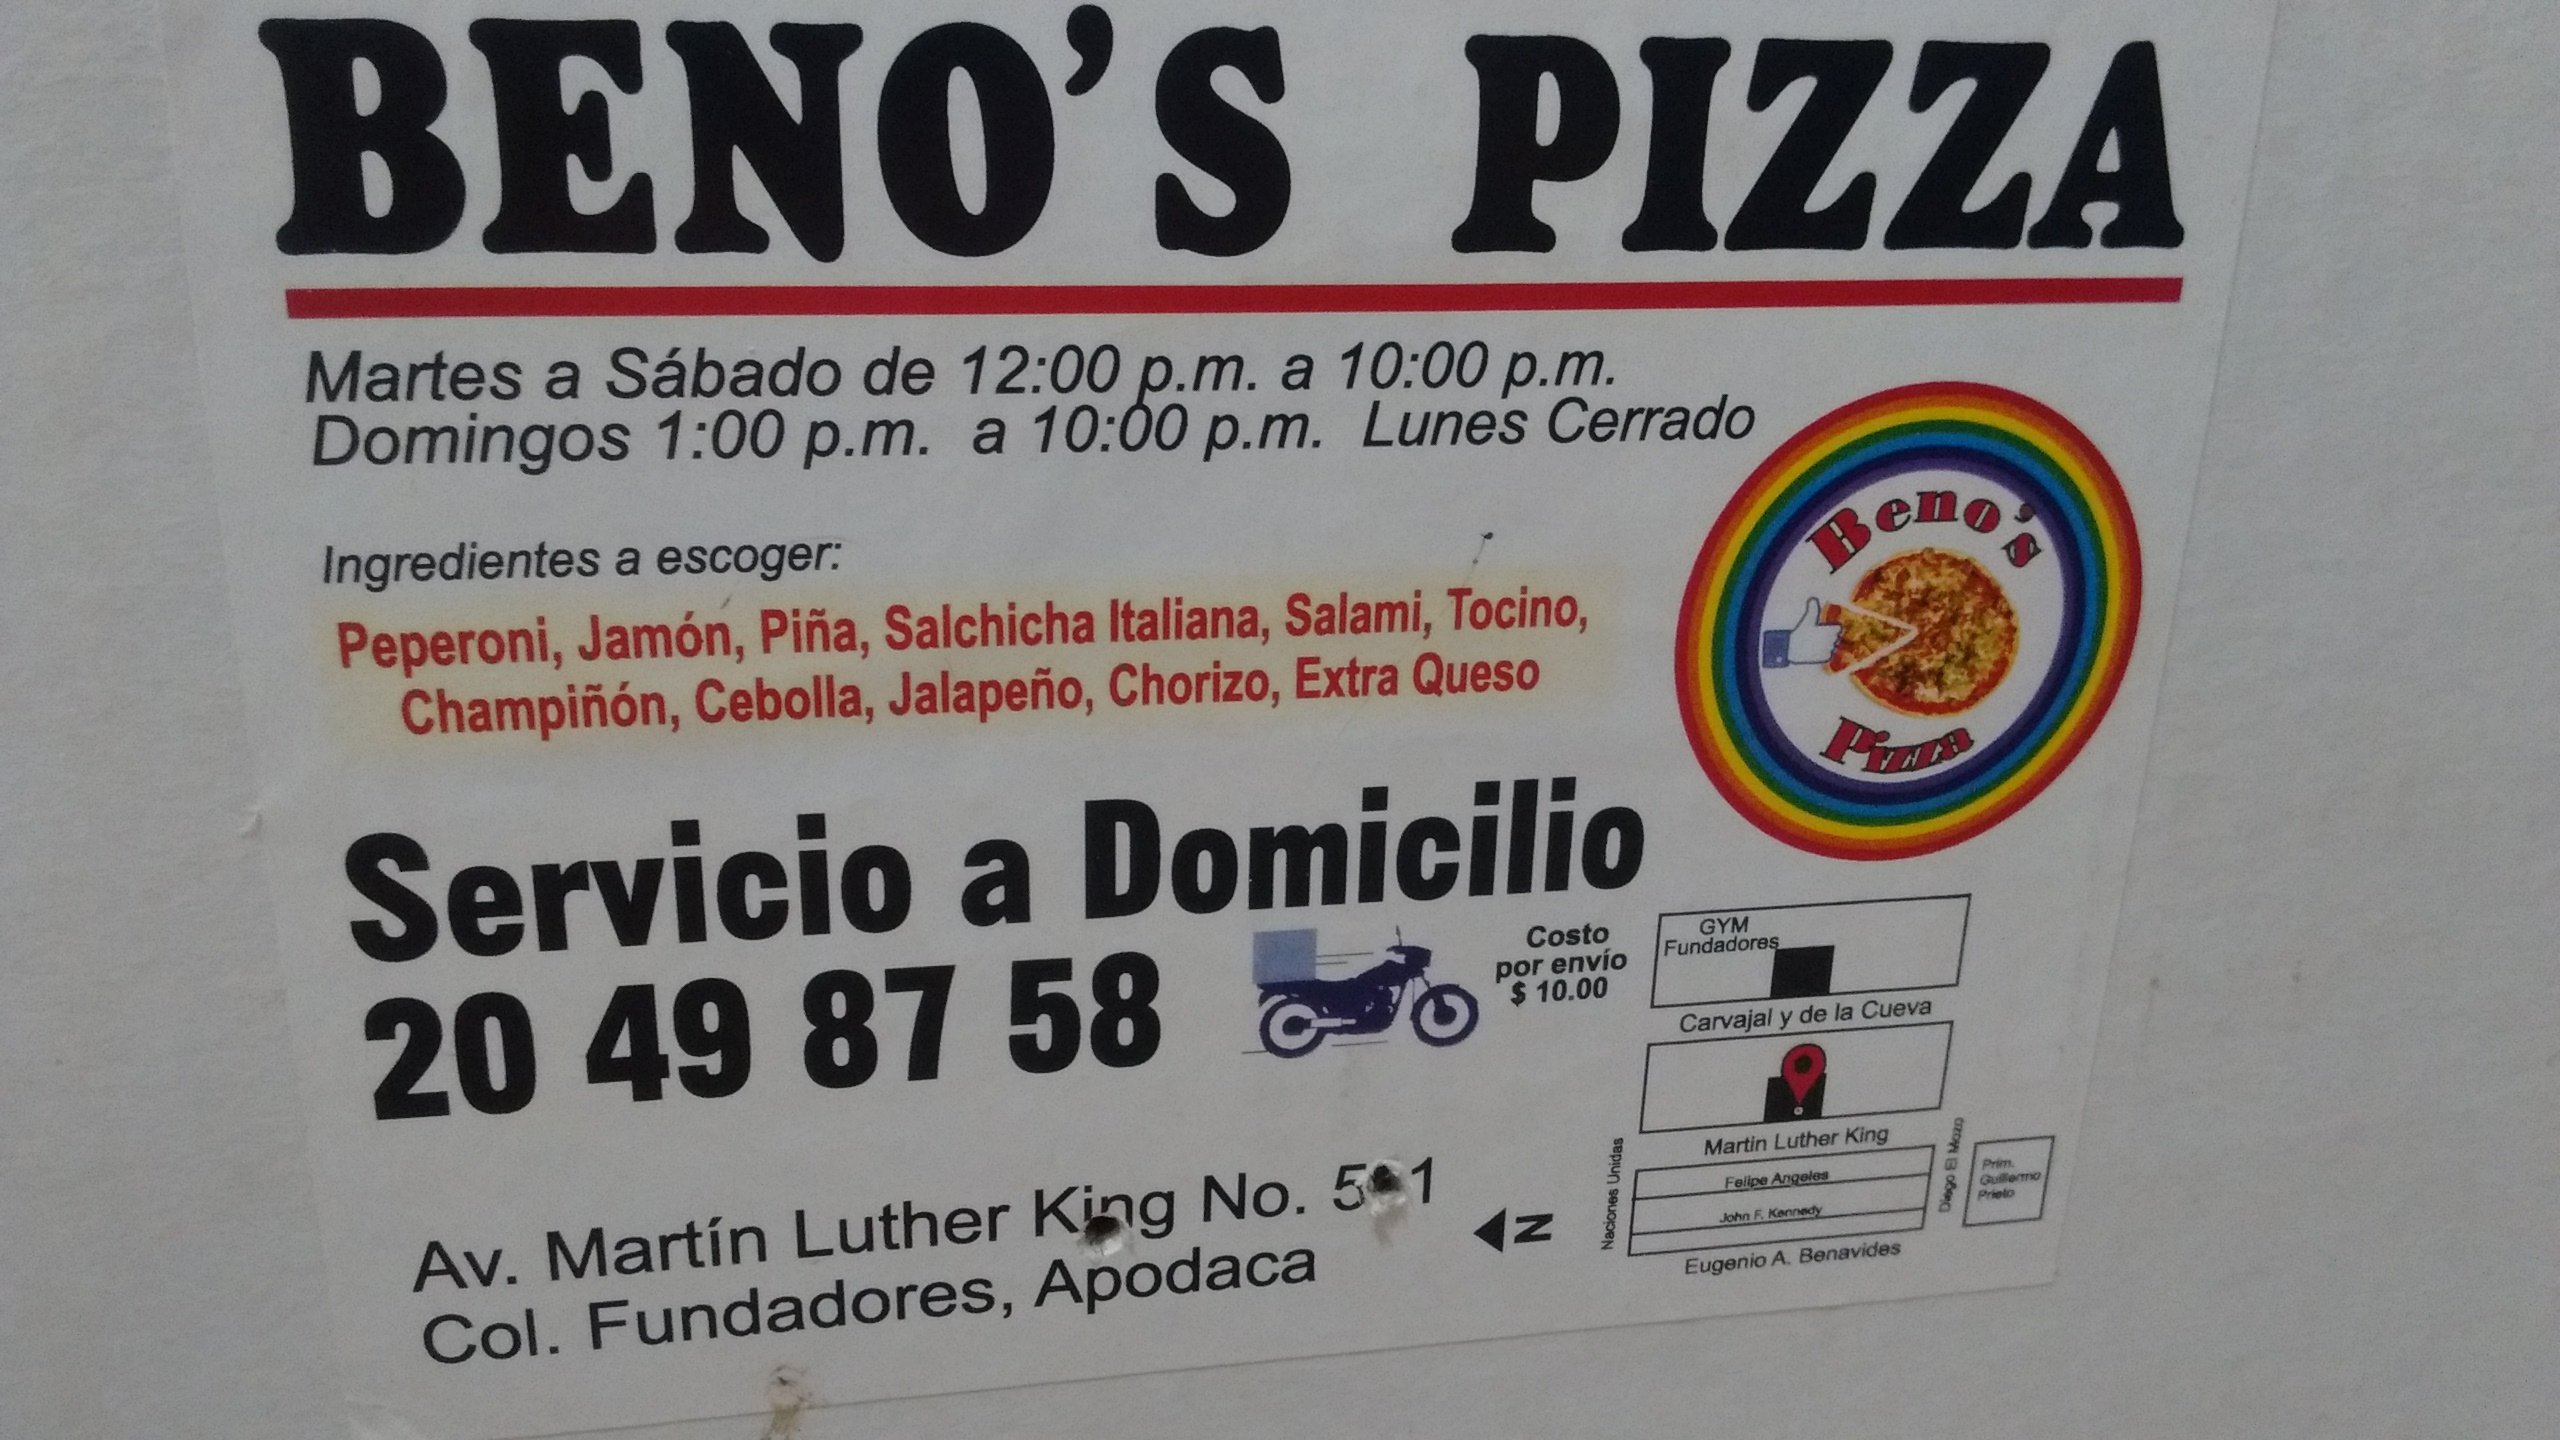 BENO'S PIZZA
Martes a Sábado de 12:00 p.m. a 10:00 p.m.
Domingos 1:00 p.m. a 10:00 p.m. Lunes Cerrado
Ingredientes a escoger:
Peperoni, Jamón, Piña, Salchicha Italiana, Salami, Tocino,
Champiñón, Cebolla, Jalapeño, Chorizo, Extra Queso
Beno's
Pizza
Servicio a Domicilio
20 49 87 58
Costo
por envío
$ 10.00
GYM
Fundadores
Carvajal y de la Cueva
Martin Luther King
Naciones Unidas
Felipe Angeles
John F. Kennedy
Eugenio A. Benavides
Diego El Mozo
Prim.
Guillermo
Prieto
N
Av. Martín Luther King No.
Col. Fundadores, Apodaca